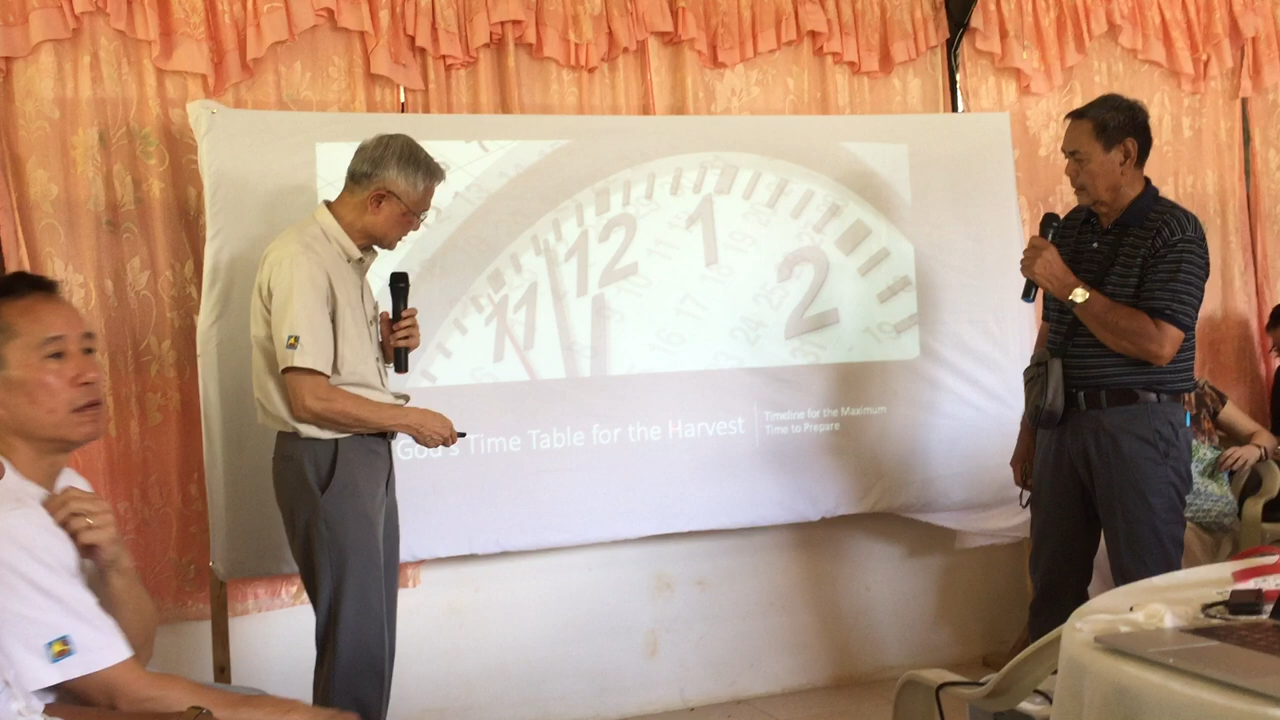 11
12
1
2
God's Time Table for the Harvest
Timeline for the Maximum
Time to Prepare